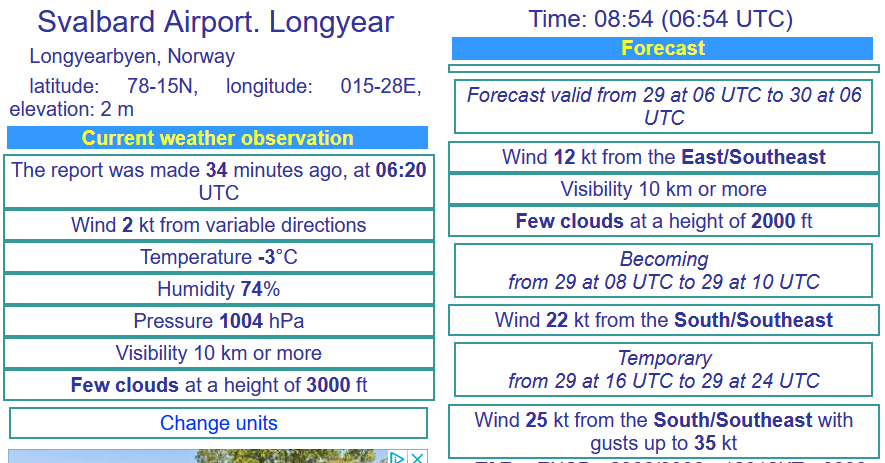 Svalbard Airport. Longyear
Longyearbyen, Norway
latitude: 78-15N, longitude: 015-28E,
elevation: 2 m
Current weather observation
The report was made 34 minutes ago, at 06:20
UTC
Wind 2 kt from variable directions
Temperature -3°C
Humidity 74%
Pressure 1004 hPa
Visibility 10 km or more
Few clouds at a height of 3000 ft
Change units
Time: 08:54 (06:54 UTC)
Forecast
Forecast valid from 29 at 06 UTC to 30 at 06
UTC
Wind 12 kt from the East/Southeast
Visibility 10 km or more
Few clouds at a height of 2000 ft
Becoming
from 29 at 08 UTC to 29 at 10 UTC
Wind 22 kt from the South/Southeast
Temporary
from 29 at 16 UTC to 29 at 24 UTC
Wind 25 kt from the South/Southeast with
gusts up to 35 kt